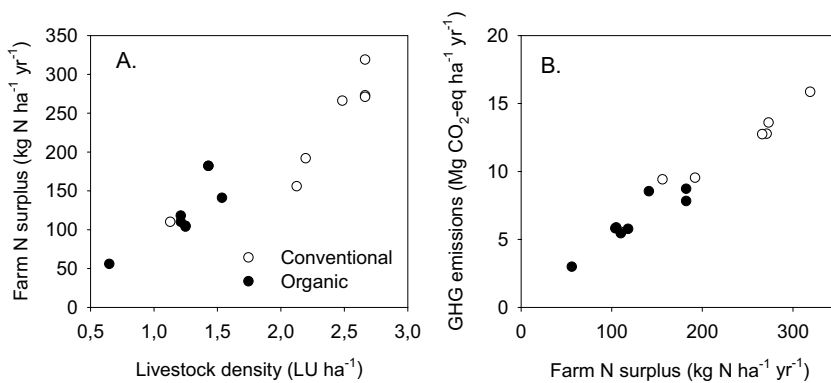 A.
Farm N surplus (kg N ha⁻¹ yr⁻¹)
350
300
250
200
150
100
50
0
0,5
1,0
1,5
2,0
2,5
3,0
Conventional
Organic
Livestock density (LU ha⁻¹)
B.
GHG emissions (Mg CO₂-eq ha⁻¹ yr⁻¹)
20
15
10
5
0
0
100
200
300
Farm N surplus (kg N ha⁻¹ yr⁻¹)